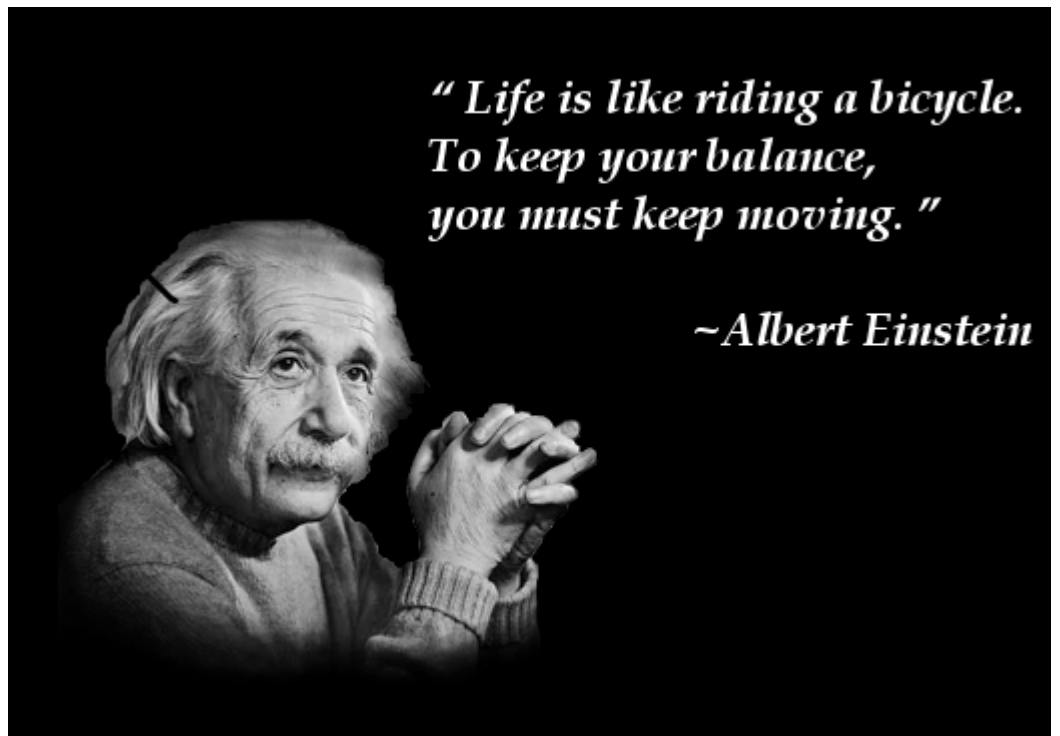 “ Life is like riding a bicycle.
To keep your balance,
you must keep moving. ”
~Albert Einstein